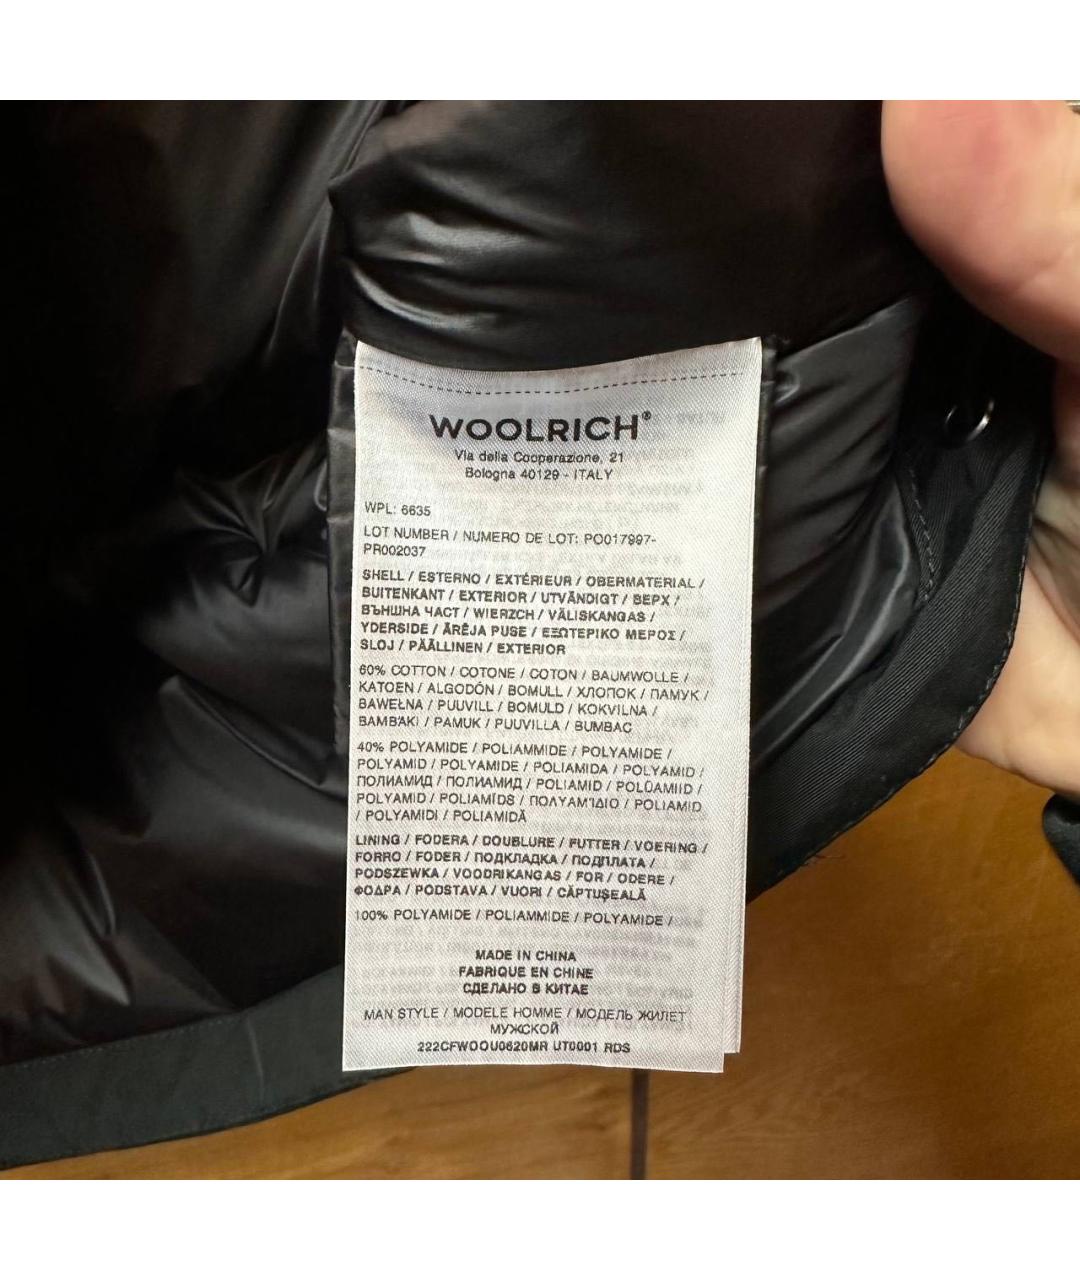 WOOLRICH®
Via della Cooperazione, 21
Bologna 40129 - ITALY
WPL: 6635
LOT NUMBER / NUMERO DE LOT: PO017997-
PR002037
SHELL / ESTERNO / EXTÉRIEUR / OBERMATERIAL /
BUITENKANT / EXTERIOR / UTVÄNDIGT / ВЕРХ /
ВЪНШНА ЧАСТ / WIERZCH / VÄLISKANGAS /
YDERSIDE / ĀRĒJA PUSE / ΕΞΩΤΕΡΙΚΟ ΜΕΡΟΣ /
SLOJ / PÄÄLLINEN / EXTERIOR
60% COTTON / COTONE / COTON / BAUMWOLLE /
KATOEN / ALGODÓN / BOMULL / ХЛОПОК / ПАМУК /
BAWEŁNA / PUUVILL / BOMULD / KOKVILNA /
ΒΑΜΒΑΚΙ / PAMUK / PUUVILLA / BUMBAC
40% POLYAMIDE / POLIAMMIDE / POLYAMIDE /
POLYAMID / POLYAMIDE / POLIAMIDA / POLYAMID /
ПОЛИАМИД / ПОЛИАМИД / POLIAMID / POLÜAMIID /
POLYAMID / POLIAMĪDS / ΠΟΛΥΑΜΊΔΙΟ / POLIAMID
/ POLYAMIDI / POLIAMIDĂ
LINING / FODERA / DOUBLURE / FUTTER / VOERING /
FORRO / FODER / ПОДКЛАДКА / ПОДПЛАТА /
PODSZEWKA / VOODRIKANGAS / FOR / ODERE /
ΦΟΔΡΑ / PODSTAVA / VUORI / CĂPTUȘEALĂ
100% POLYAMIDE / POLIAMMIDE / POLYAMIDE /
MADE IN CHINA
FABRIQUE EN CHINE
СДЕЛАНО В КИТАЕ
MAN STYLE / MODELE HOMME / МОДЕЛЬ ЖИЛЕТ
МУЖСКОЙ
222CFWOOU0620MR UT0001 RDS